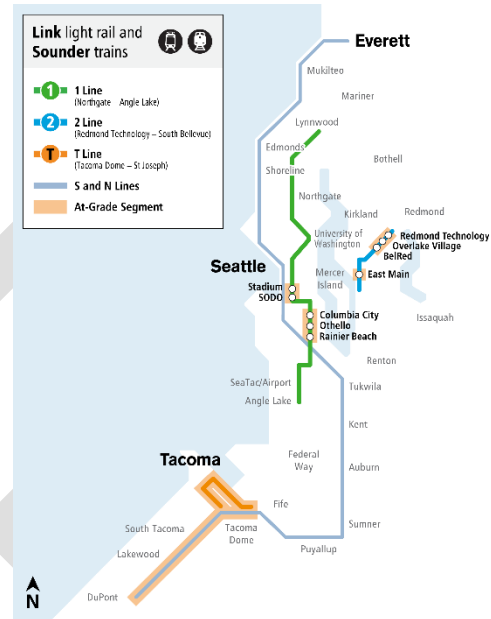 Link light rail and
Sounder trains
1
1 Line
(Northgate Angle Lake)
2
2 Line
(Redmond Technology – South Bellevue)
T
T Line
(Tacoma Dome – St Joseph)
S and N Lines
At-Grade Segment
Everett
Mukilteo
Mariner
Lynnwood
Edmonds
Shoreline
Bothell
Northgate
Kirkland
Redmond
University of
Washington
Redmond Technology
Overlake Village
BelRed
Seattle
Mercer
Island
East Main
Stadium
SODO
Columbia City
Othello
Rainier Beach
Issaquah
Renton
SeaTac/Airport
Tukwila
Angle Lake
Kent
Tacoma
Federal
Way
Auburn
Fife
South Tacoma
Tacoma
Dome
Sumner
Lakewood
Puyallup
DuPont
N